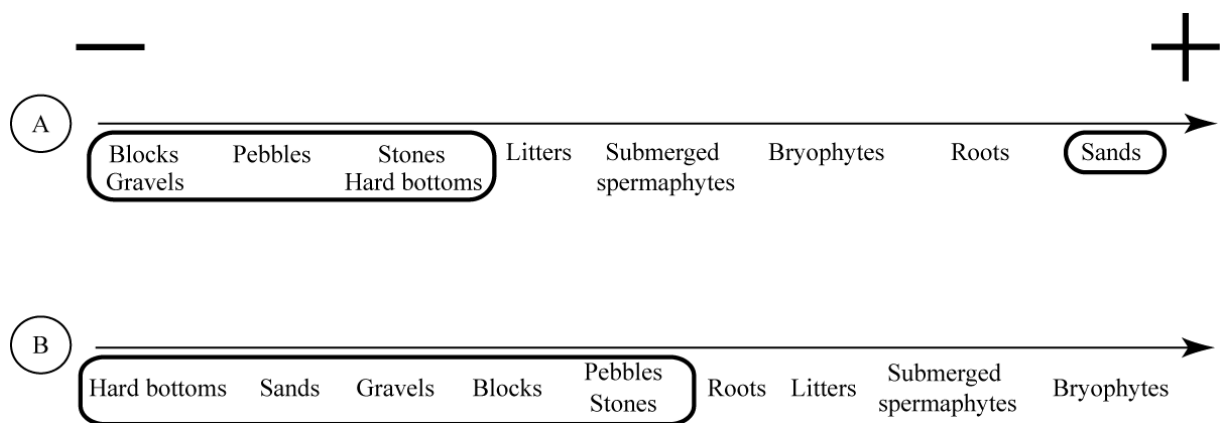 A
Blocks Pebbles Stones Litters Submerged Bryophytes Roots Sands
Gravels Hard bottoms spermaphytes
B
Hard bottoms Sands Gravels Blocks Pebbles Roots Litters Submerged Bryophytes
Stones spermaphytes